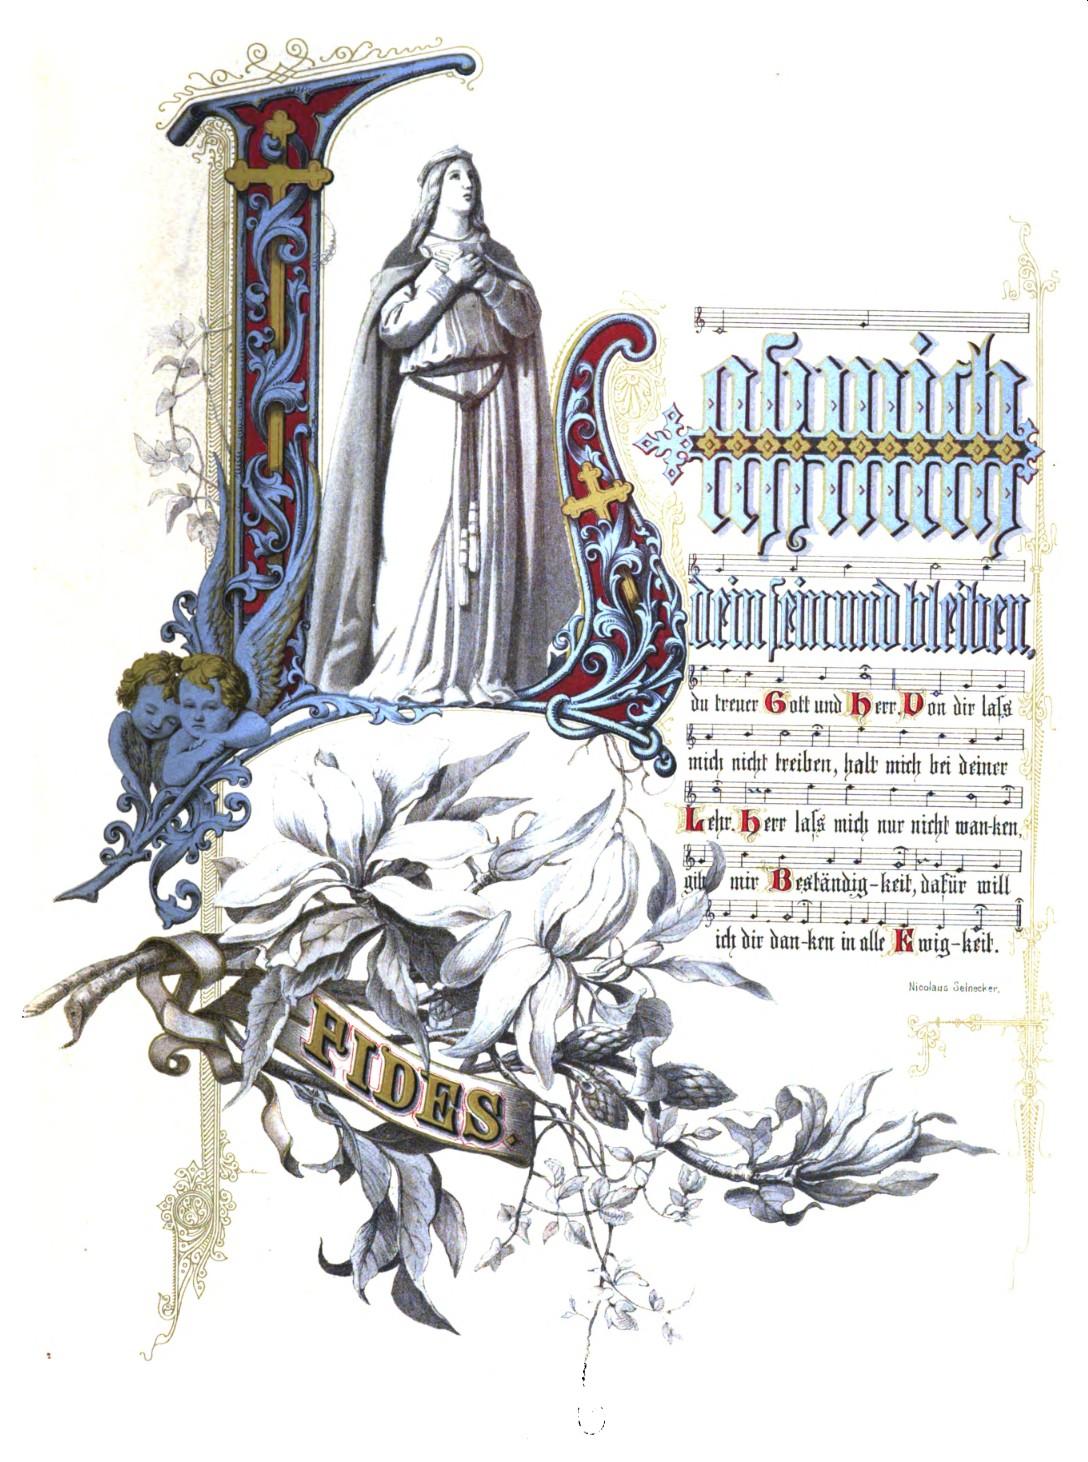 Laſs mich
dein ſein und bleiben,
du treuer Gott und Herr, Von dir laſs
mich nicht treiben, halt mich bei deiner
Lehr. Herr laſs mich nur nicht wan-ken,
gib mir Beständig-keit, dafür will
ich dir dan-ken in alle Ewig-keit.
Nicolaus Selnecker.
FIDES.